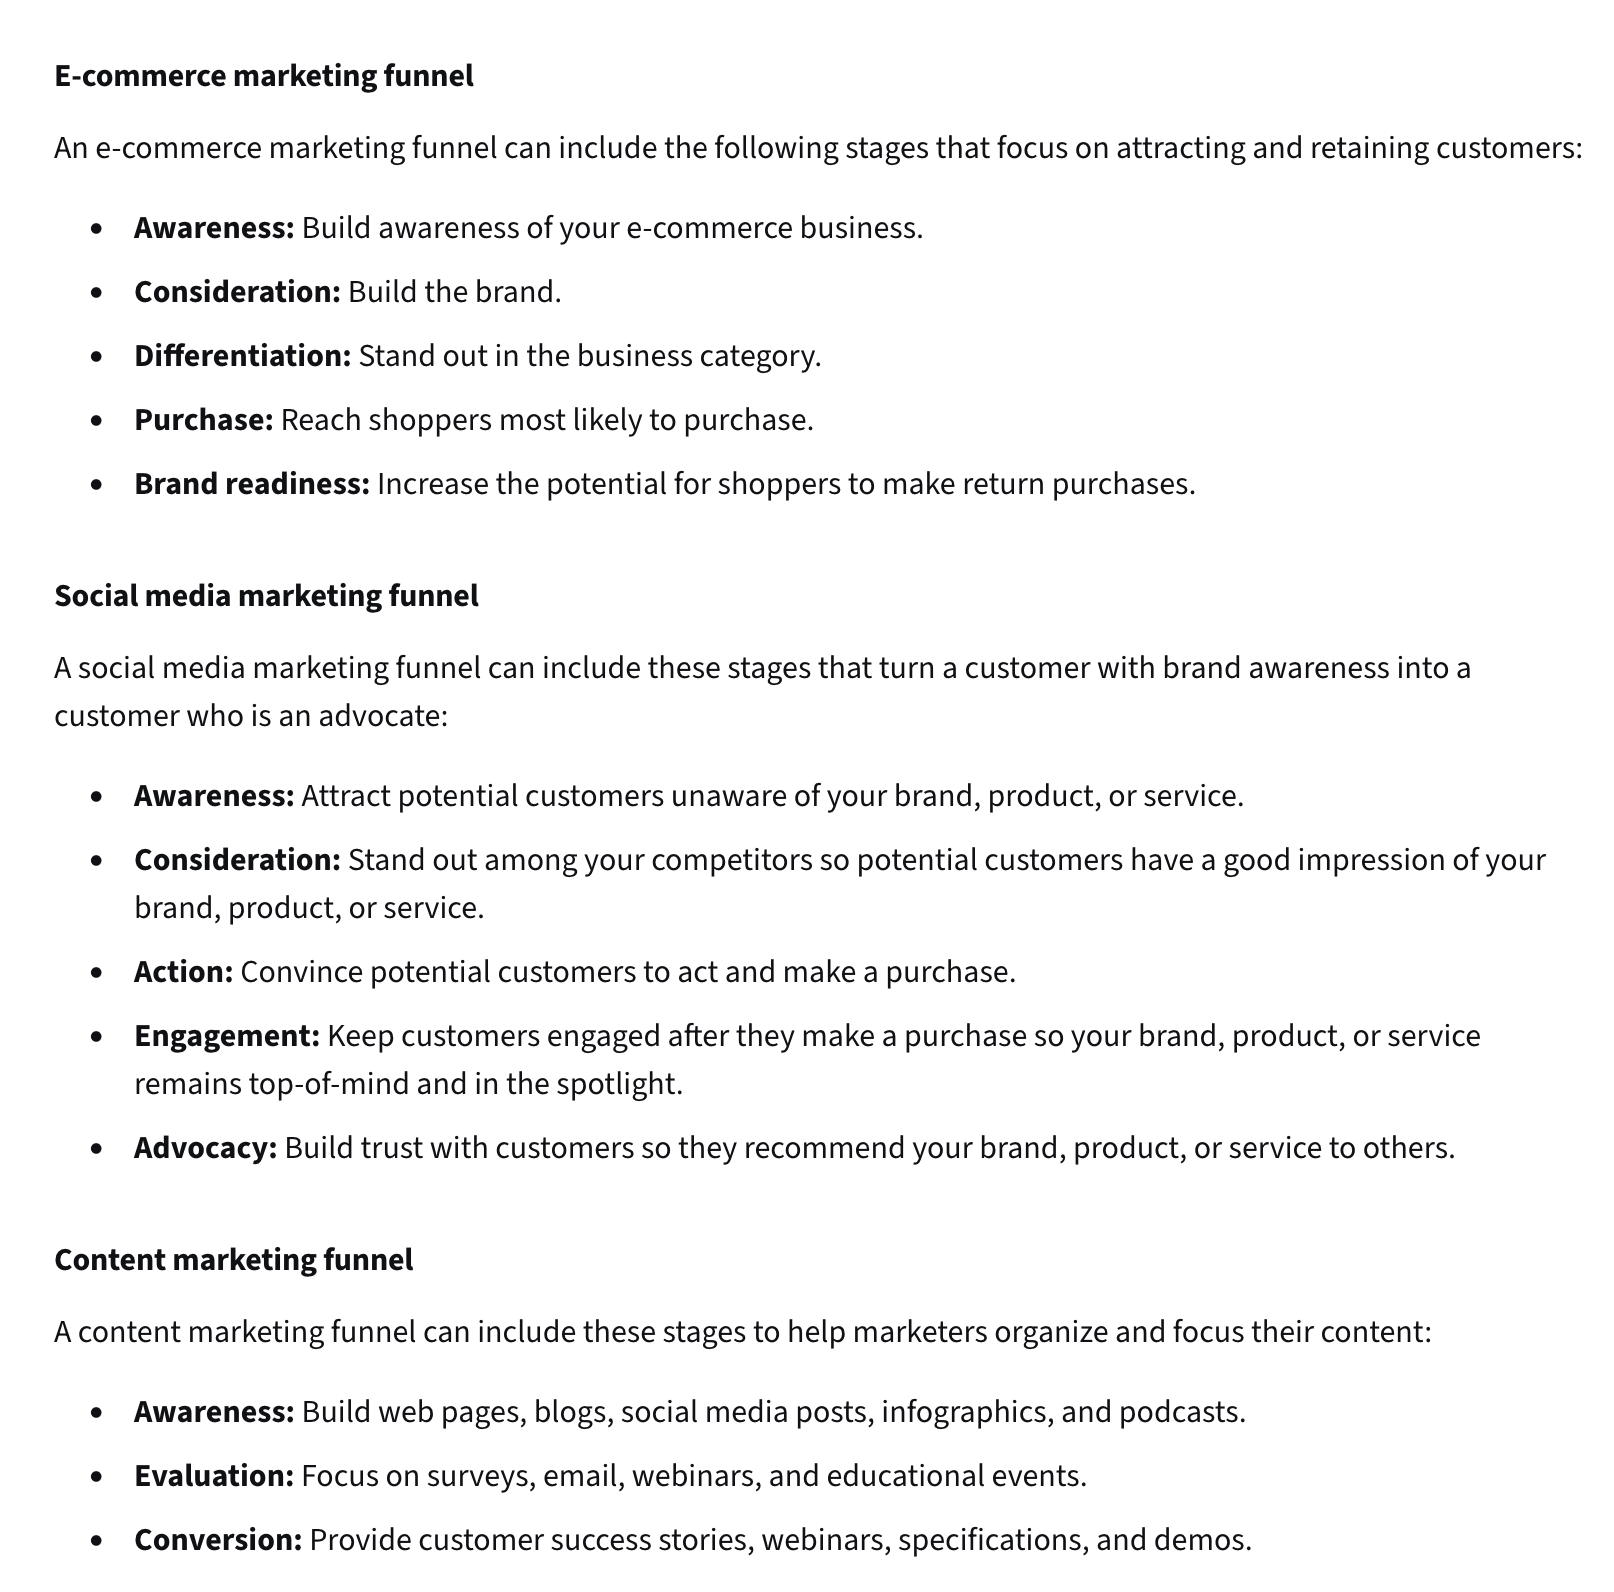 E-commerce marketing funnel
An e-commerce marketing funnel can include the following stages that focus on attracting and retaining customers:
• Awareness: Build awareness of your e-commerce business.
• Consideration: Build the brand.
• Differentiation: Stand out in the business category.
• Purchase: Reach shoppers most likely to purchase.
• Brand readiness: Increase the potential for shoppers to make return purchases.
Social media marketing funnel
A social media marketing funnel can include these stages that turn a customer with brand awareness into a
customer who is an advocate:
• Awareness: Attract potential customers unaware of your brand, product, or service.
• Consideration: Stand out among your competitors so potential customers have a good impression of your
brand, product, or service.
• Action: Convince potential customers to act and make a purchase.
• Engagement: Keep customers engaged after they make a purchase so your brand, product, or service
remains top-of-mind and in the spotlight.
• Advocacy: Build trust with customers so they recommend your brand, product, or service to others.
Content marketing funnel
A content marketing funnel can include these stages to help marketers organize and focus their content:
• Awareness: Build web pages, blogs, social media posts, infographics, and podcasts.
• Evaluation: Focus on surveys, email, webinars, and educational events.
• Conversion: Provide customer success stories, webinars, specifications, and demos.